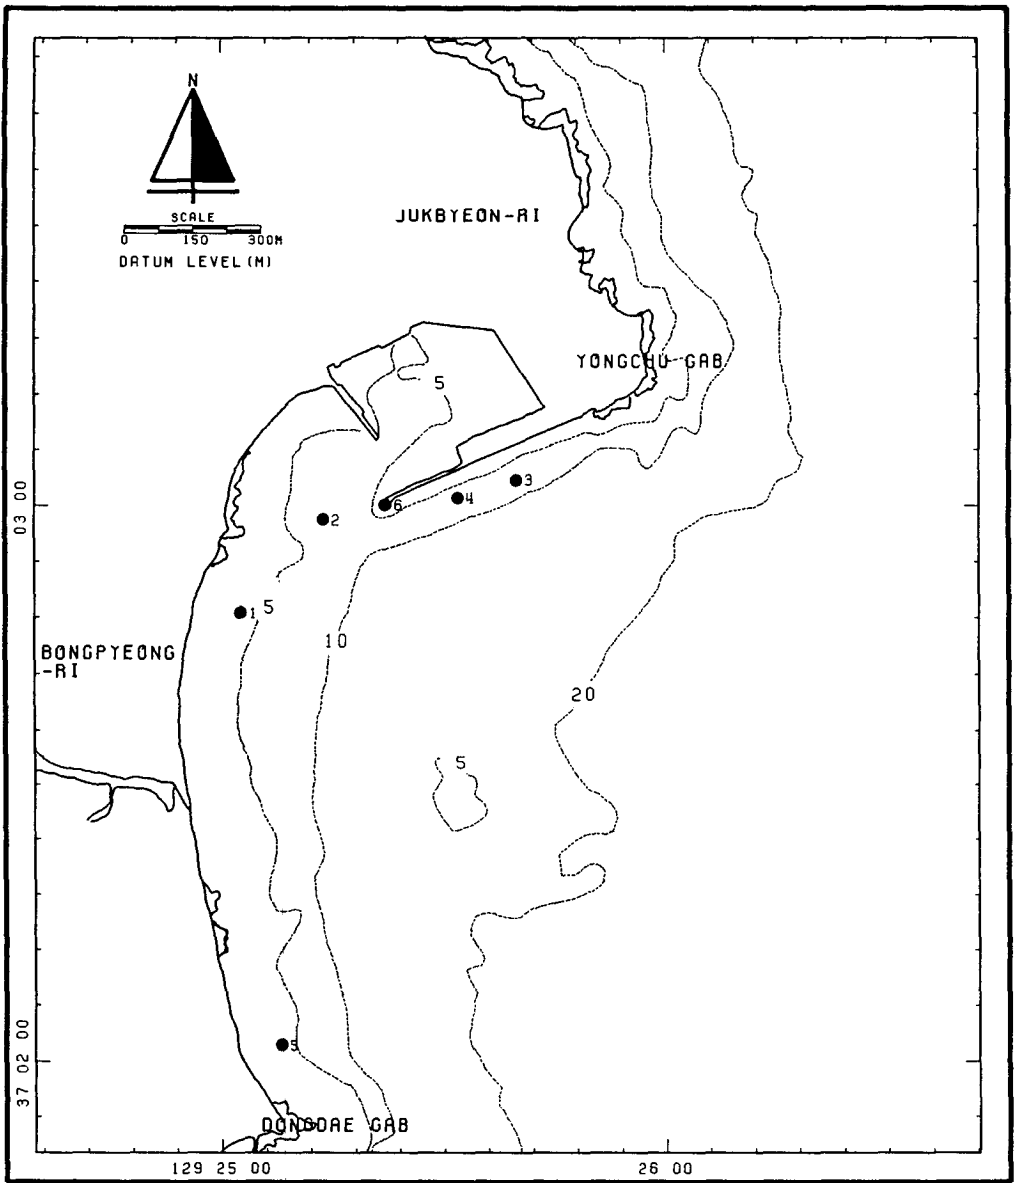 N
SCALE
0 150 300M
DATUM LEVEL(M)
JUKBYEON-RI
YONGCHU GAB
5
3
4
6
2
03 00
1
5
10
BONGPYEONG
-RI
20
5
5
37 02 00
DONGDAE GAB
129 25 00
26 00